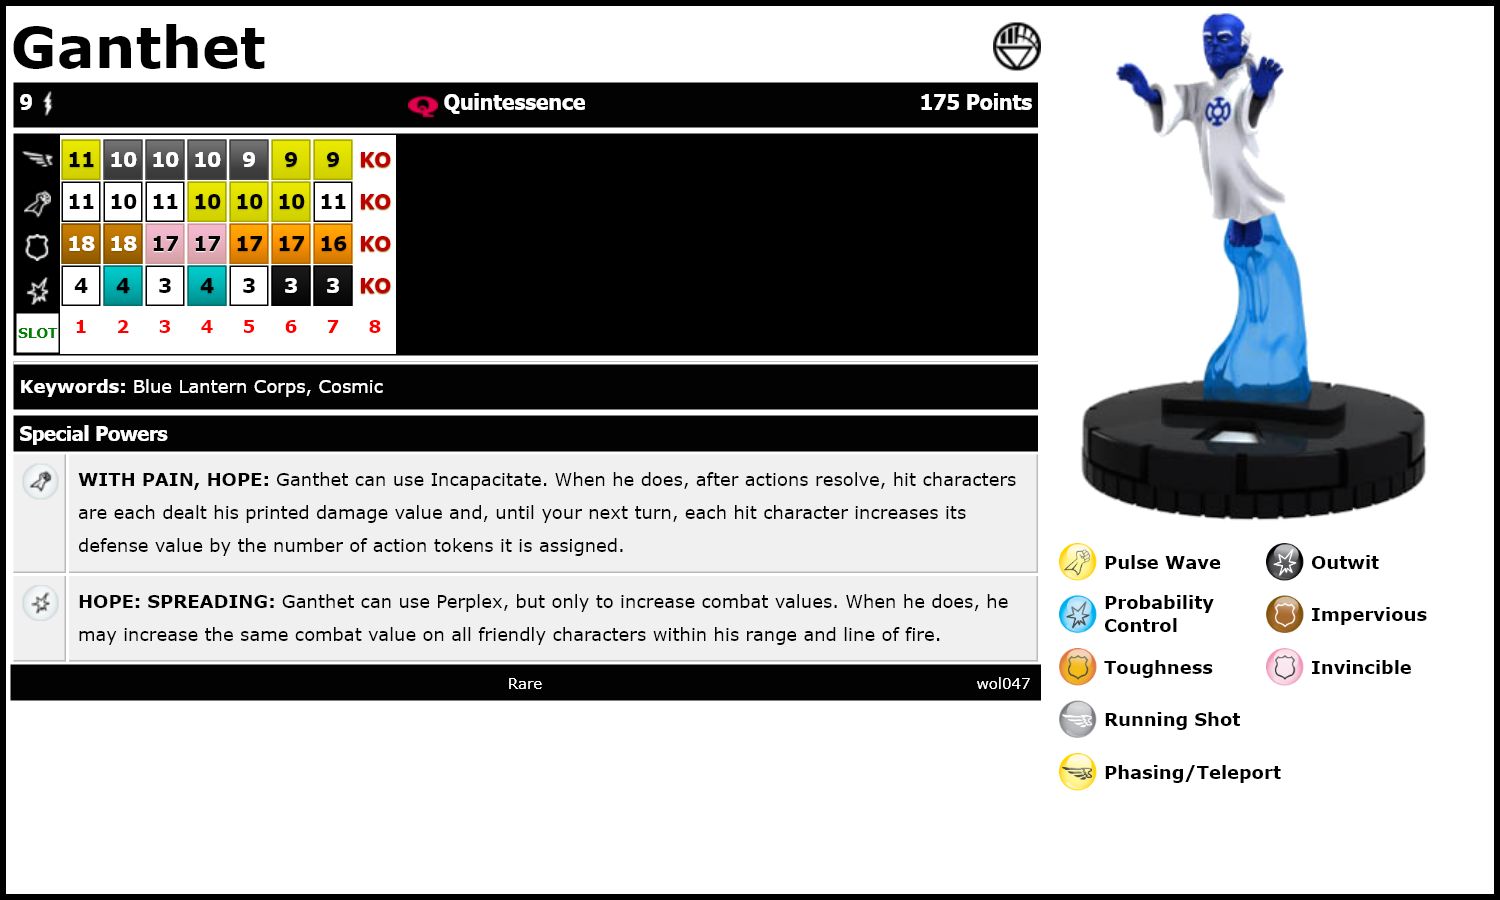 Ganthet
9 Quintessence 175 Points
11 10 10 10 9 9 9 KO
11 10 11 10 10 10 11 KO
18 18 17 17 17 17 16 KO
4 4 3 4 3 3 3 KO
SLOT 1 2 3 4 5 6 7 8
Keywords: Blue Lantern Corps, Cosmic
Special Powers
WITH PAIN, HOPE: Ganthet can use Incapacitate. When he does, after actions resolve, hit characters
are each dealt his printed damage value and, until your next turn, each hit character increases its
defense value by the number of action tokens it is assigned.
HOPE: SPREADING: Ganthet can use Perplex, but only to increase combat values. When he does, he
may increase the same combat value on all friendly characters within his range and line of fire.
Rare wol047
Pulse Wave Outwit
Probability
Control
Impervious
Toughness Invincible
Running Shot
Phasing/Teleport